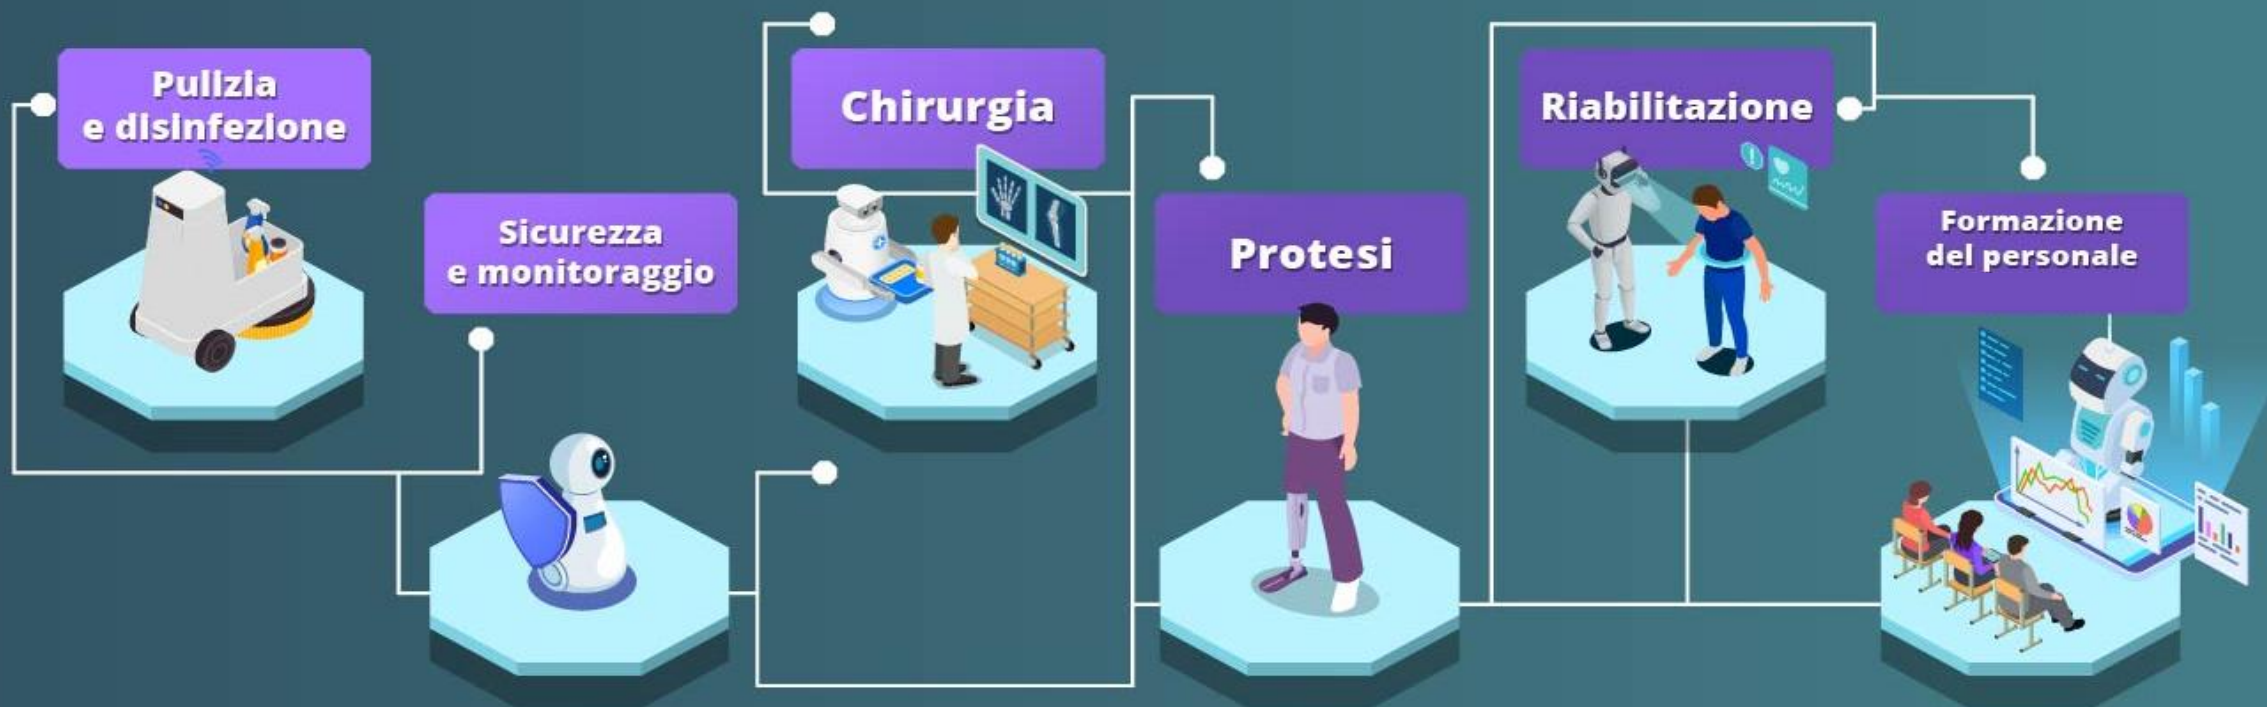 Pulizia
e disinfezione
Sicurezza
e monitoraggio
Chirurgia
Protesi
Riabilitazione
Formazione
del personale